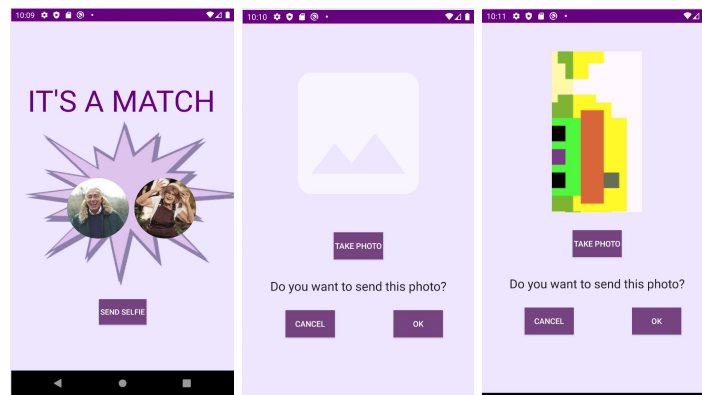 10:09
IT'S A MATCH
SEND SELFIE
10:10
TAKE PHOTO
Do you want to send this photo?
CANCEL
OK
10:11
TAKE PHOTO
Do you want to send this photo?
CANCEL
OK